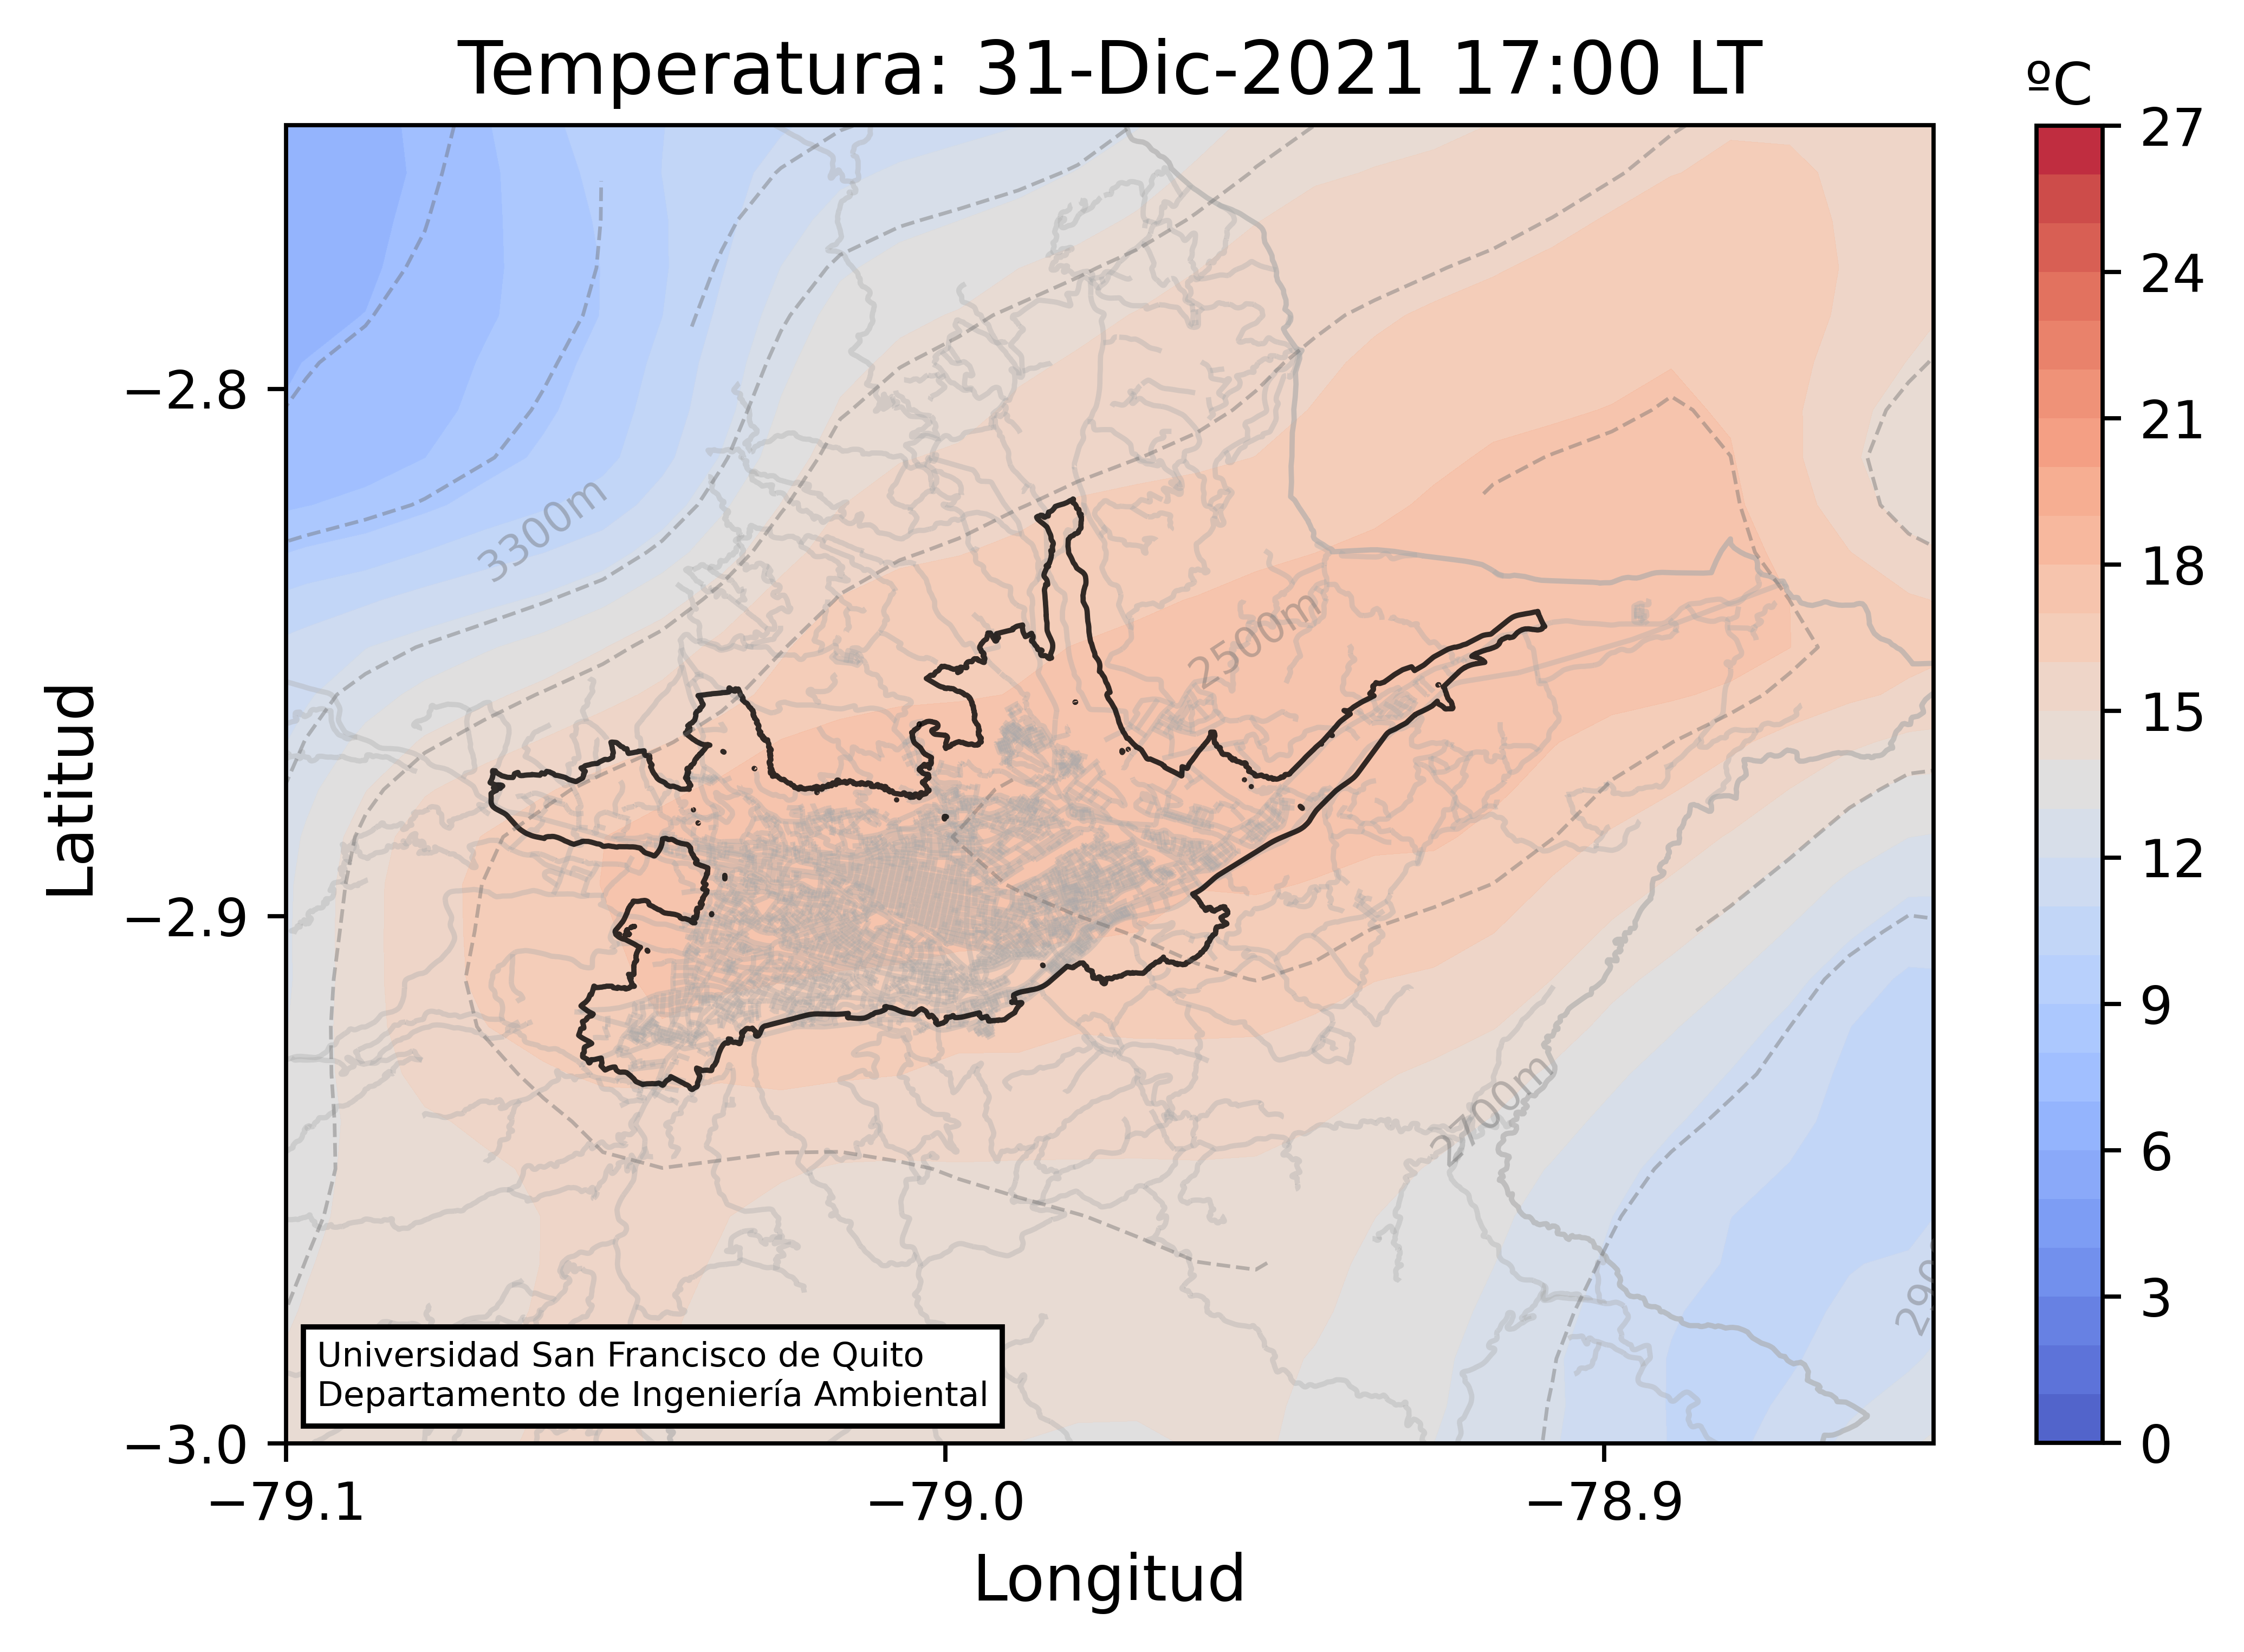 Temperatura: 31-Dic-2021 17:00 LT
ºC
27
24
21
18
15
12
9
6
3
0
Latitud
−2.8
−2.9
−3.0
3300m
2500m
2700m
290
Universidad San Francisco de Quito
Departamento de Ingeniería Ambiental
−79.1
−79.0
−78.9
Longitud